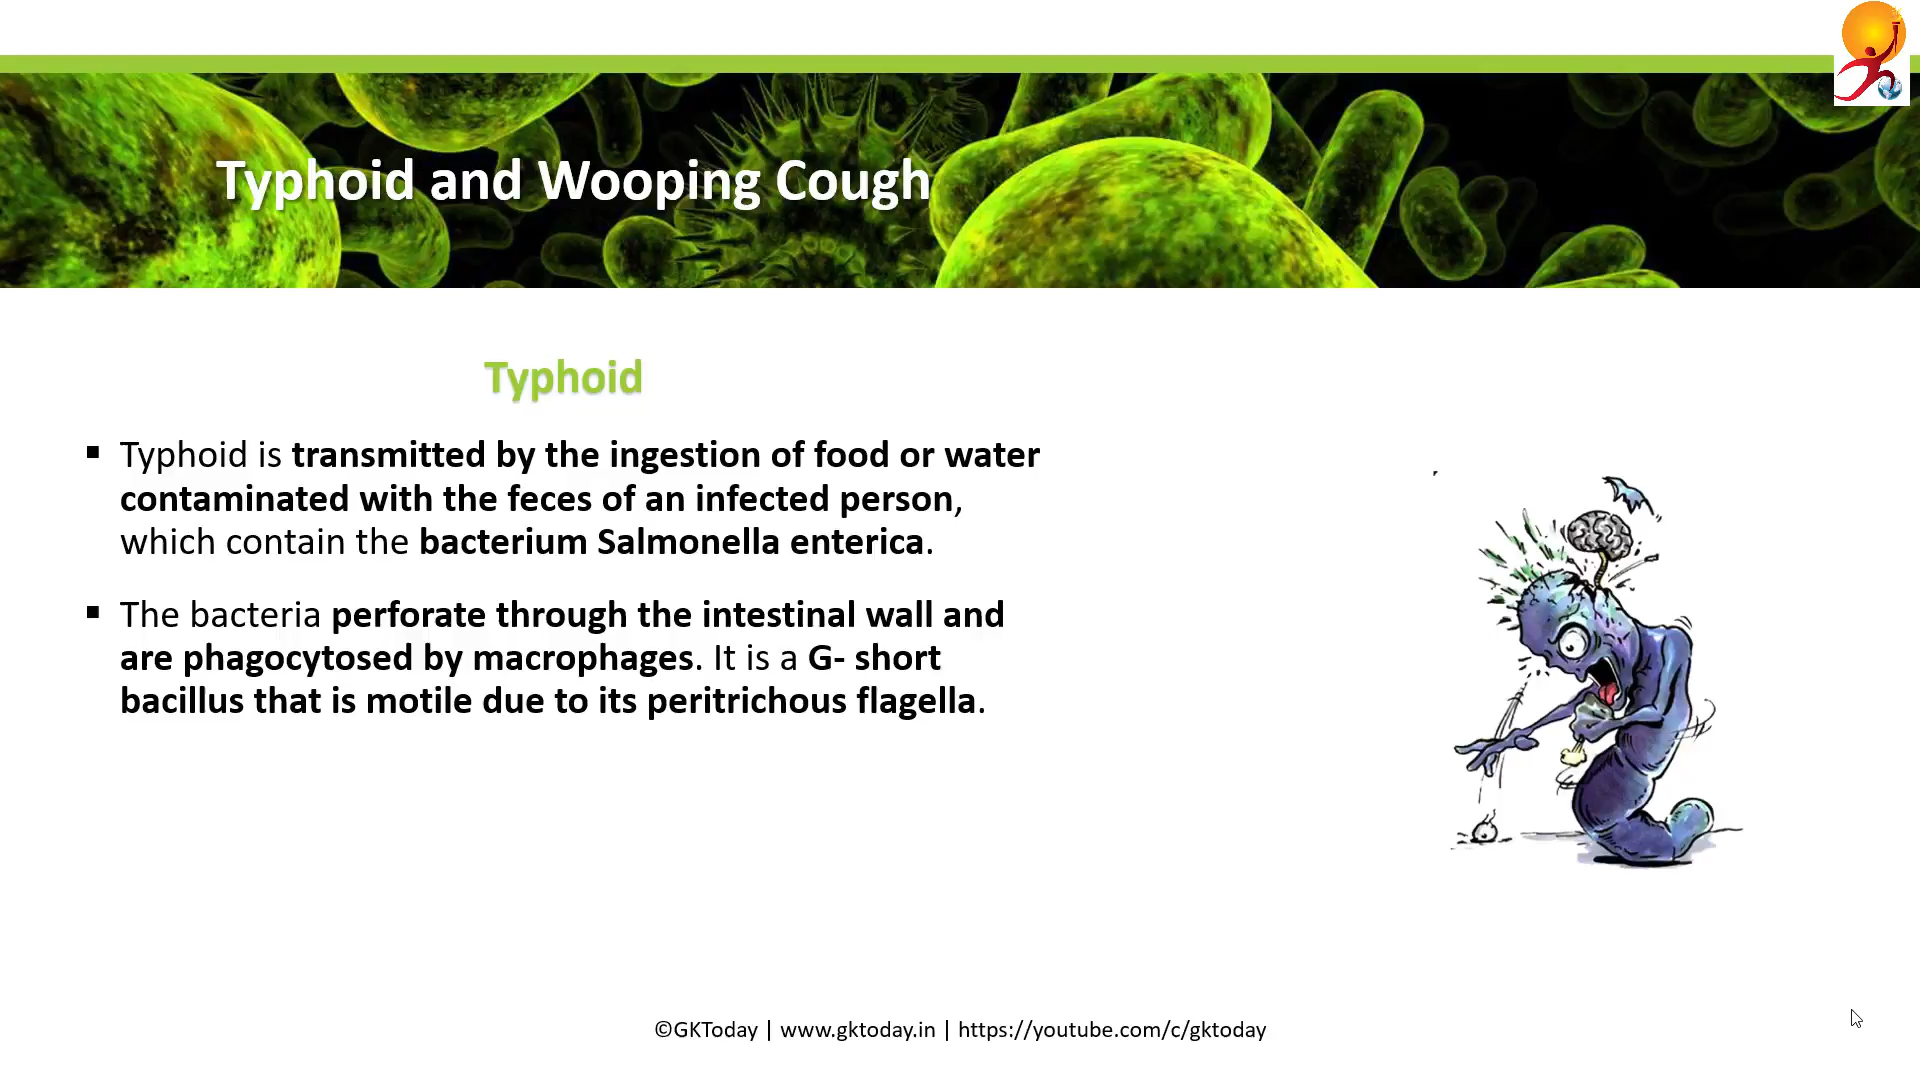 Typhoid and Wooping Cough
Typhoid
▪ Typhoid is transmitted by the ingestion of food or water
contaminated with the feces of an infected person,
which contain the bacterium Salmonella enterica.
▪ The bacteria perforate through the intestinal wall and
are phagocytosed by macrophages. It is a G- short
bacillus that is motile due to its peritrichous flagella.
©GKToday | www.gktoday.in | https://youtube.com/c/gktoday